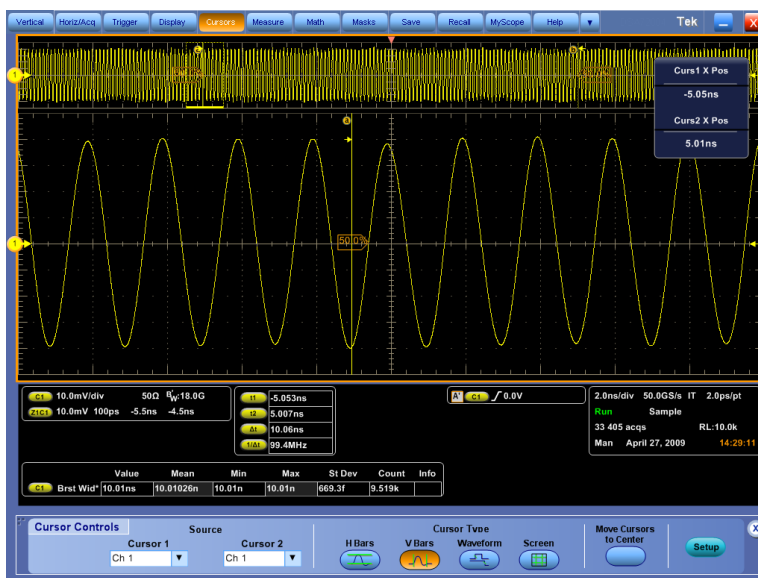 Vertical Horiz/Acq Trigger Display Cursors Measure Math Masks Save Recall MyScope Help Tek X
Curs1 X Pos
-5.05ns
Curs2 X Pos
5.01ns
1
a
1
50.0%
C1 10.0mV/div 50Ω BW:18.0G
Z1C1 10.0mV 100ps -5.5ns -4.5ns
t1 -5.053ns
t2 5.007ns
Δt 10.06ns
1/Δt 99.4MHz
A' C1 0.0V
2.0ns/div 50.0GS/s IT 2.0ps/pt
Run Sample
33 405 acqs RL:10.0k
Man April 27, 2009 14:29:11
Value Mean Min Max St Dev Count Info
C1 Brst Wid* 10.01ns 10.01026n 10.01n 10.01n 669.3f 9.519k
Cursor Controls
Source
Cursor 1 Cursor 2
Ch 1 Ch 1
Cursor Type
H Bars V Bars Waveform Screen
Move Cursors
to Center
Setup
X